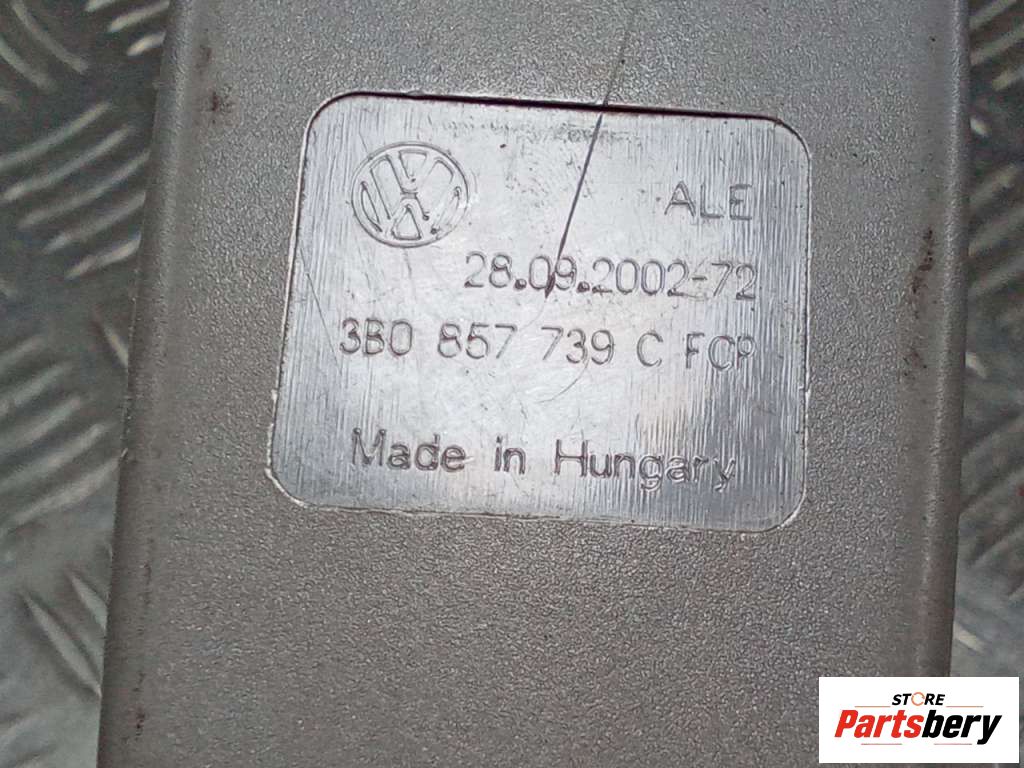 ALE
28.09.2002-72
3B0 857 739 C FCP
Made in Hungary
STORE
Partsbery